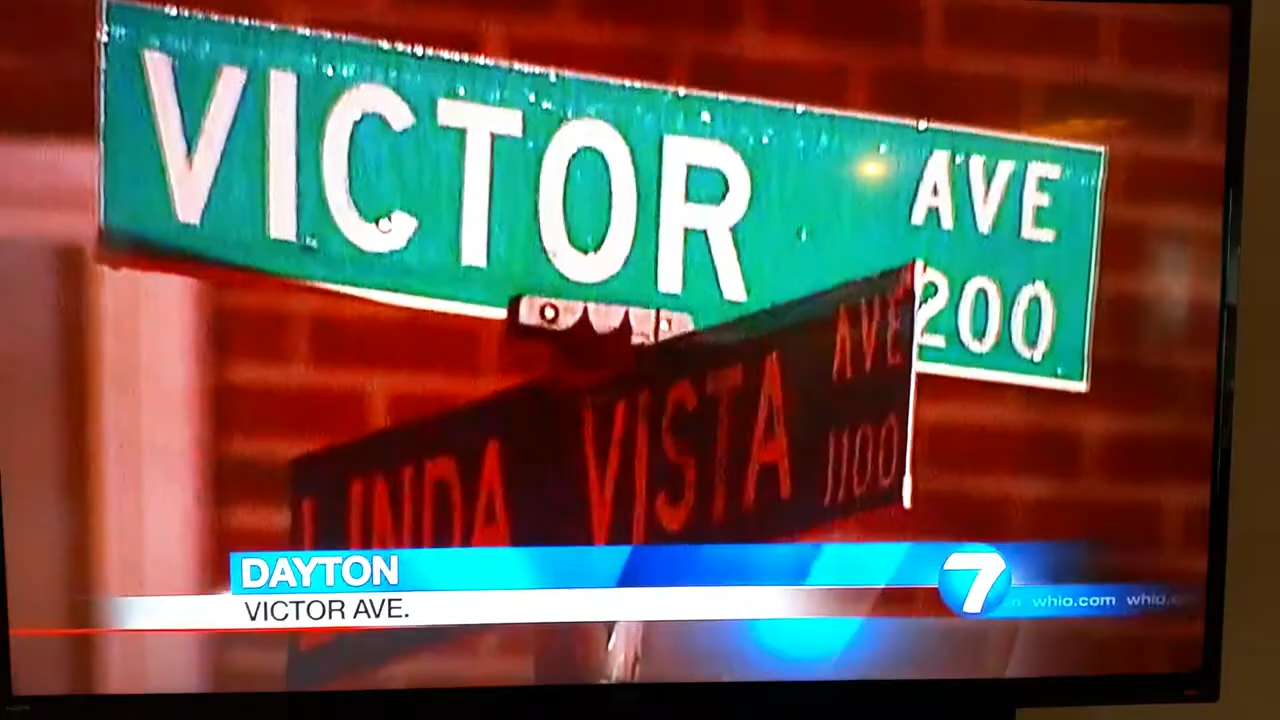 VICTOR AVE
200
LINDA VISTA AVE
1100
DAYTON
VICTOR AVE.
7
whio.com